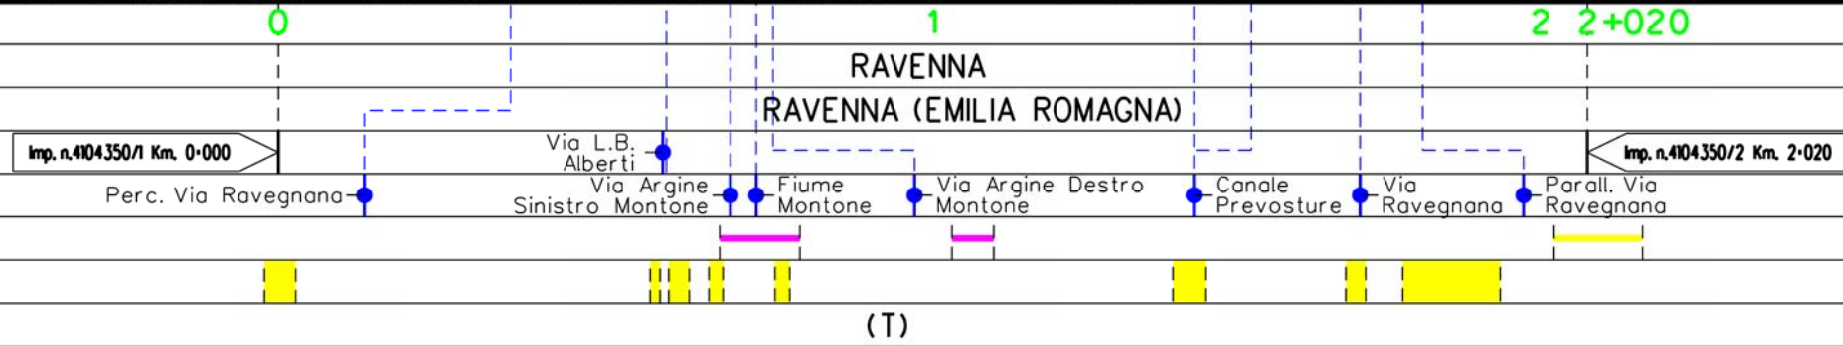 0 1 2 2+020
RAVENNA
RAVENNA (EMILIA ROMAGNA)
Imp. n.4104350/1 Km. 0+000
Via L.B.
Alberti
Imp. n.4104350/2 Km. 2+020
Perc. Via Ravegnana
Via Argine
Sinistro Montone
Fiume
Montone
Via Argine Destro
Montone
Canale
Prevosture
Via
Ravegnana
Parall. Via
Ravegnana
(T)